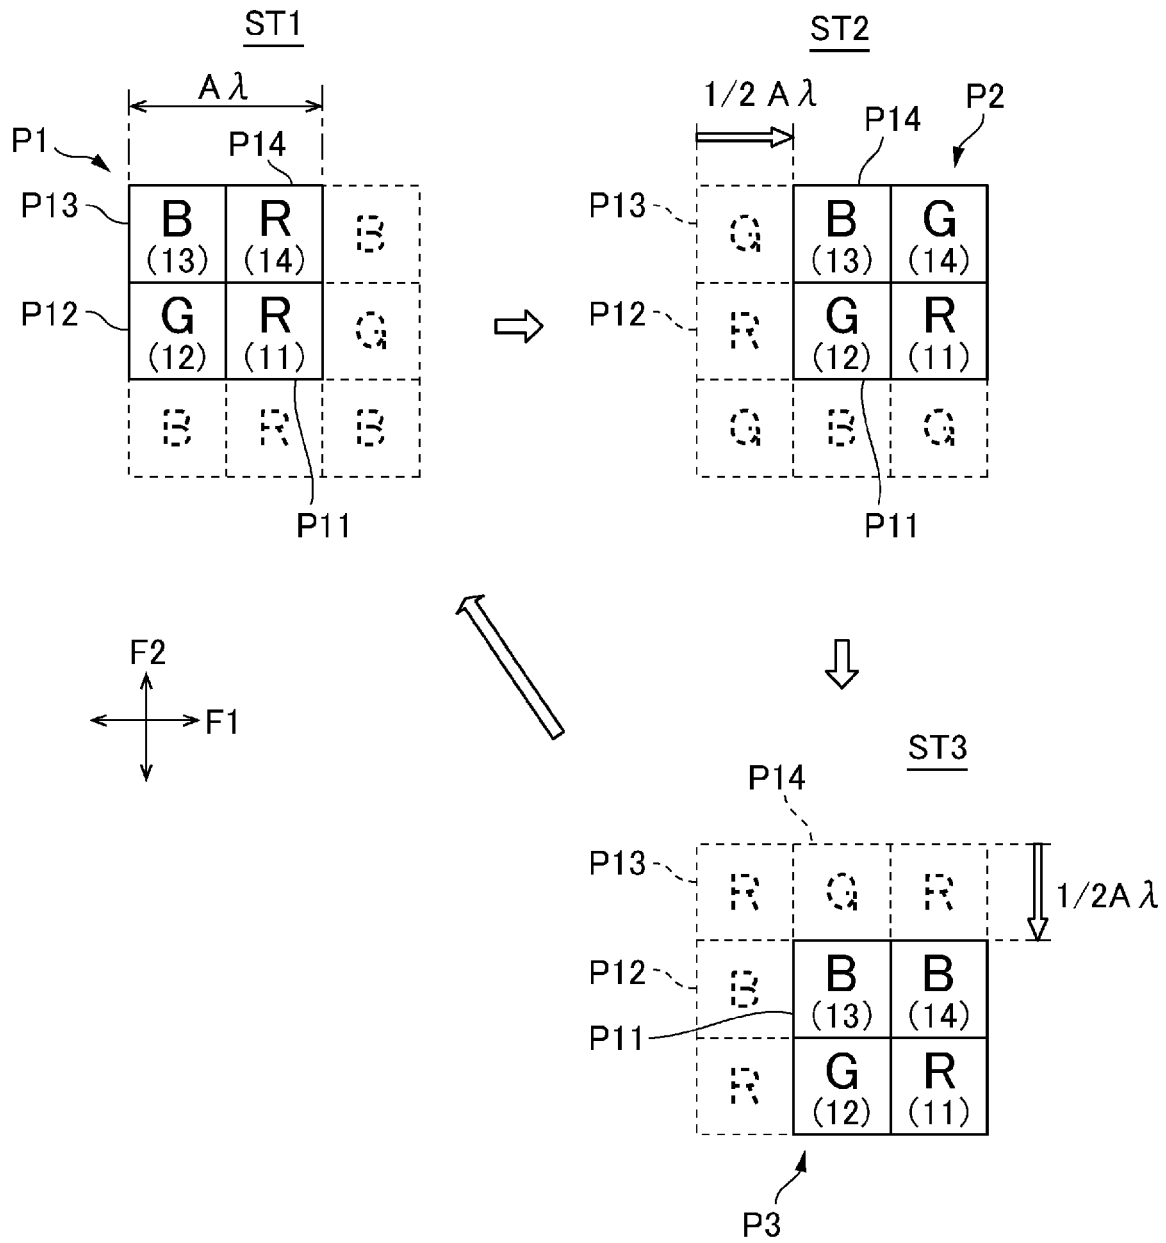 ST1
A λ
P1
P14
P13
B R B
(13) (14)
P12
G R G
(12) (11)
B R B
P11
ST2
1/2 A λ
P2
P14
P13
G B G
(13) (14)
P12
R G R
(12) (11)
G B G
P11
F2
F1
ST3
P14
P13
R G R
1/2A λ
P12
B B B
(13) (14)
P11
R G R
(12) (11)
P3